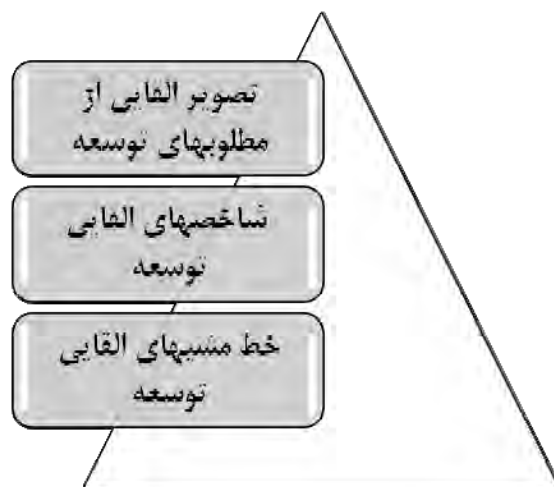 تصویر القایی از
مطلوبهای توسعه
شاخصهای القایی
توسعه
خط مشیهای القایی
توسعه